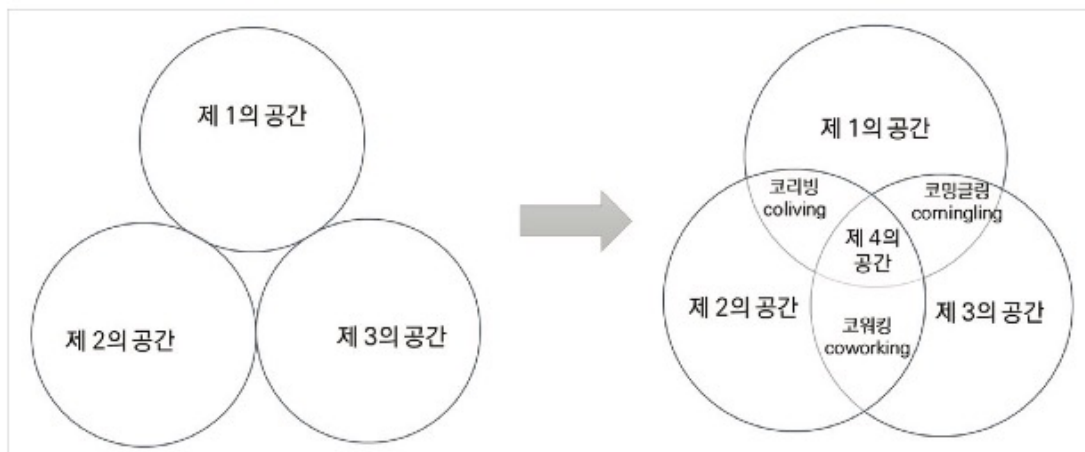 제 1의 공간
제 2의 공간
제 3의 공간
제 1의 공간
코리빙
coliving
코밍글링
comingling
제 4의
공간
제 2의 공간
제 3의 공간
코워킹
coworking